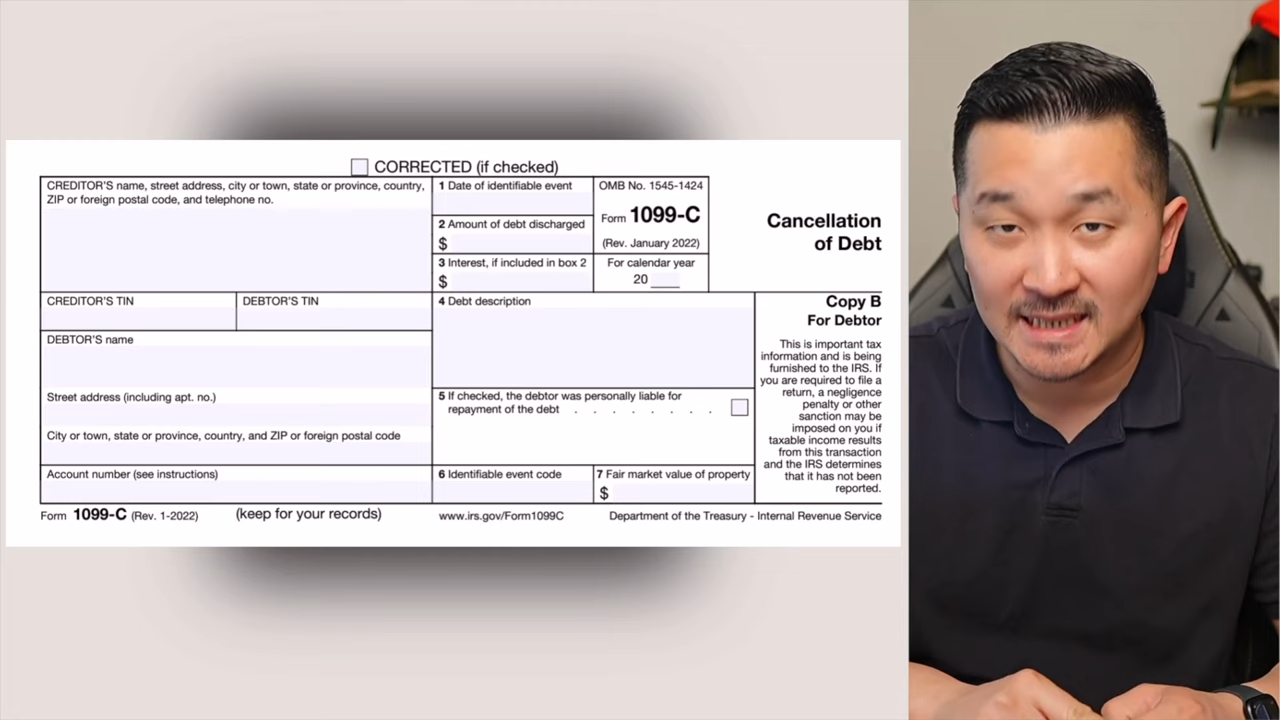 CORRECTED (if checked)
CREDITOR'S name, street address, city or town, state or province, country,
ZIP or foreign postal code, and telephone no.
1 Date of identifiable event
2 Amount of debt discharged
$
3 Interest, if included in box 2
$
OMB No. 1545-1424
Form 1099-C
(Rev. January 2022)
For calendar year
20 ____
Cancellation
of Debt
CREDITOR'S TIN
DEBTOR'S TIN
4 Debt description
Copy B
For Debtor
This is important tax
information and is being
furnished to the IRS. If
you are required to file a
return, a negligence
penalty or other
sanction may be
imposed on you if
taxable income results
from this transaction
and the IRS determines
that it has not been
reported.
DEBTOR'S name
Street address (including apt. no.)
City or town, state or province, country, and ZIP or foreign postal code
5 If checked, the debtor was personally liable for
repayment of the debt . . . . . . . .
Account number (see instructions)
6 Identifiable event code
7 Fair market value of property
$
Form 1099-C (Rev. 1-2022)
(keep for your records)
www.irs.gov/Form1099C
Department of the Treasury - Internal Revenue Service